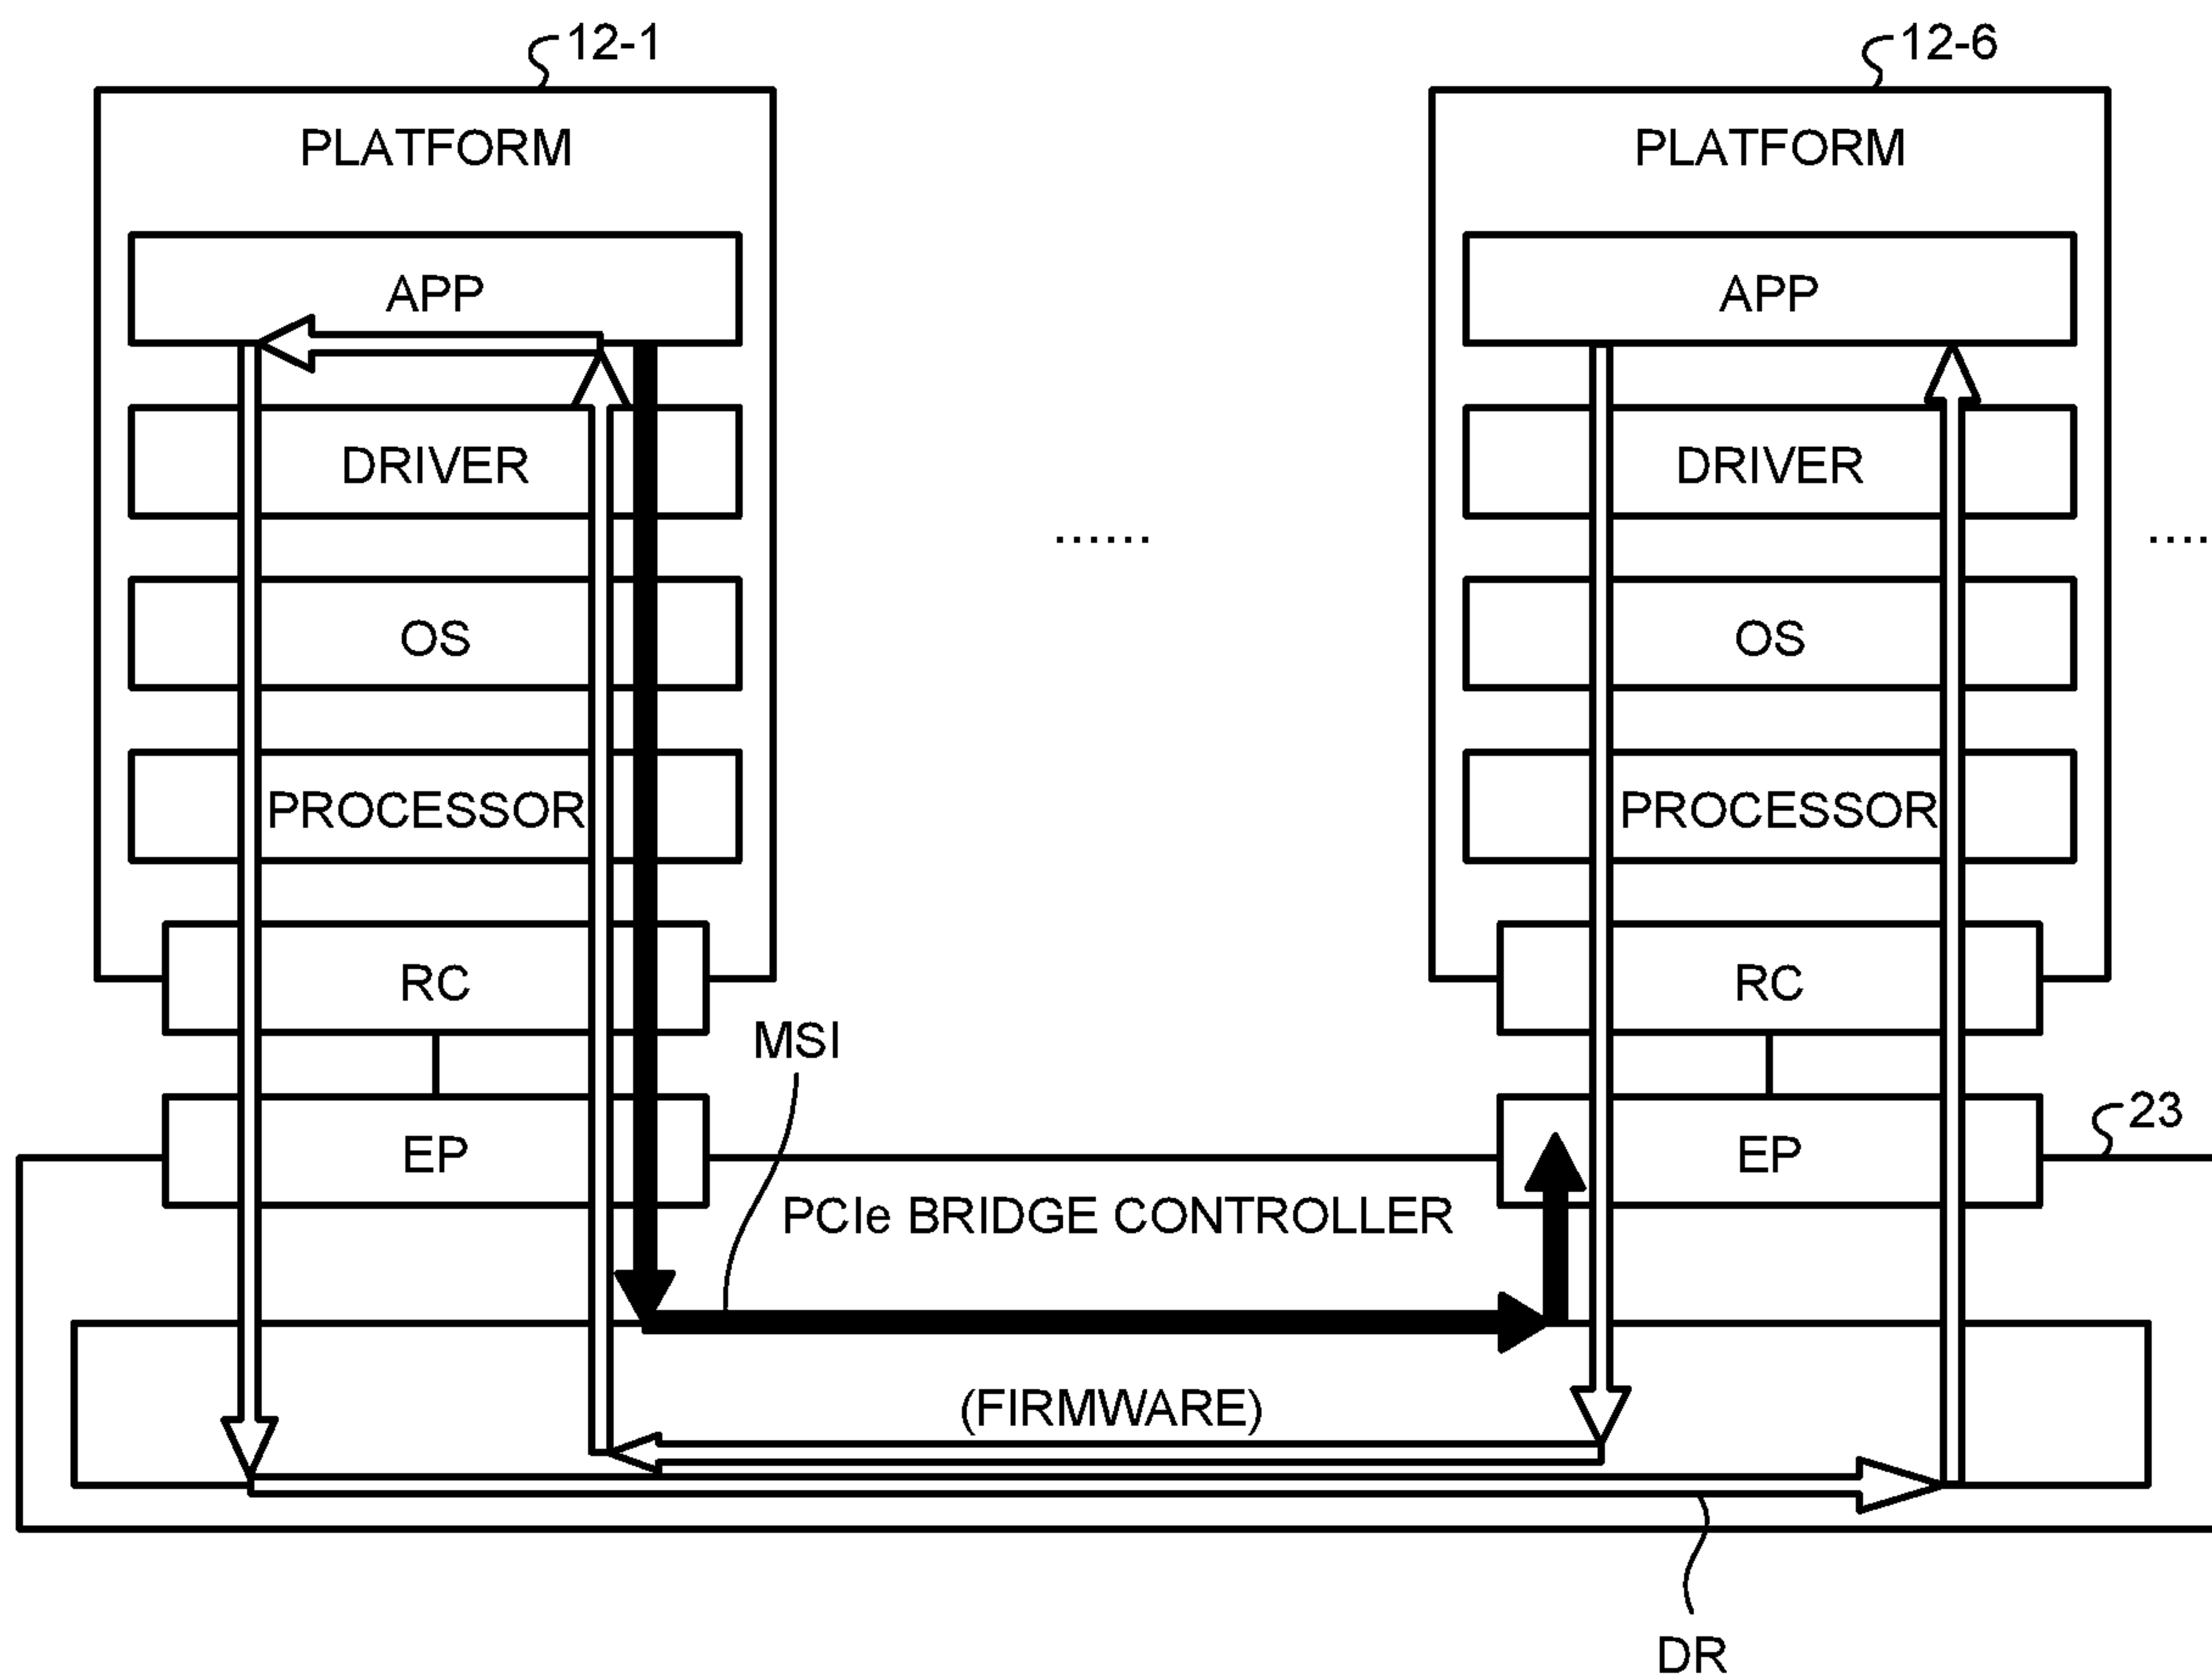 12-1
PLATFORM
APP
DRIVER
OS
PROCESSOR
RC
EP
......
12-6
PLATFORM
APP
DRIVER
OS
PROCESSOR
RC
EP
....
MSI
23
PCIe BRIDGE CONTROLLER
(FIRMWARE)
DR